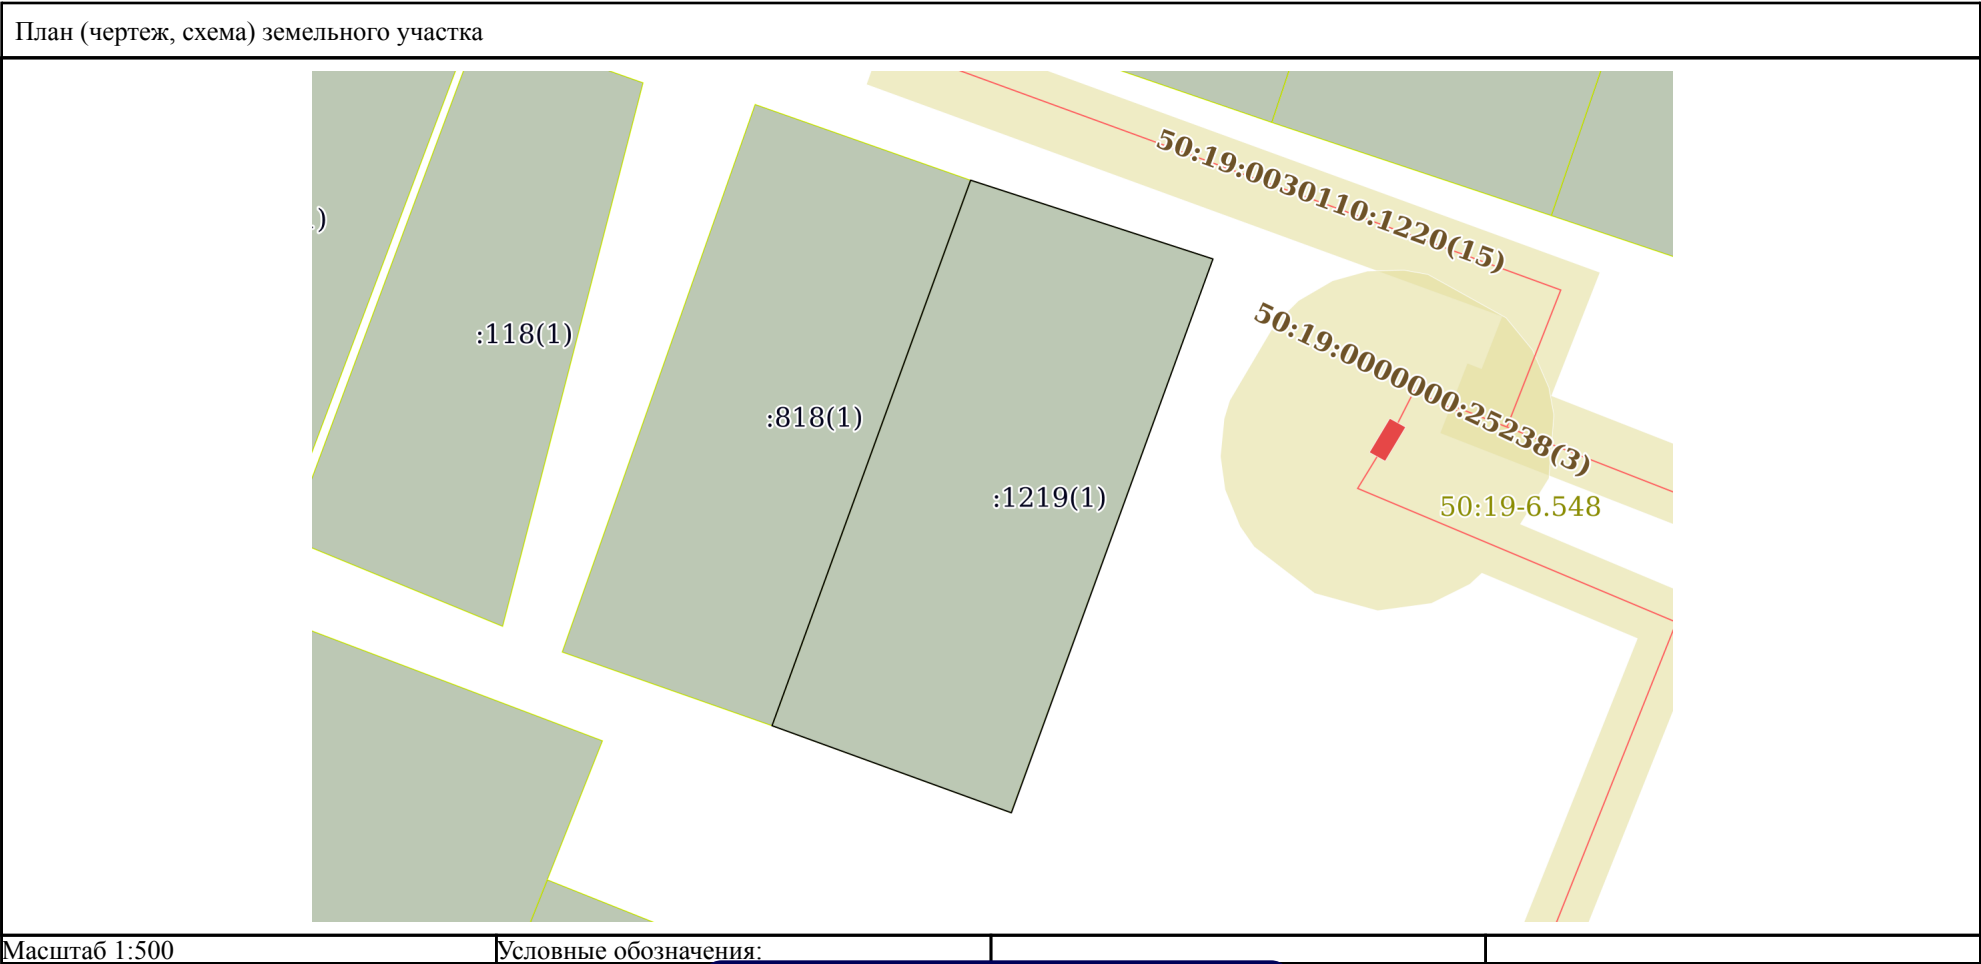 План (чертеж, схема) земельного участка
50:19:0030110:1220(15)
)
:118(1)
50:19:0000000:25238(3)
:818(1)
:1219(1)
50:19-6.548
Масштаб 1:500
Условные обозначения: